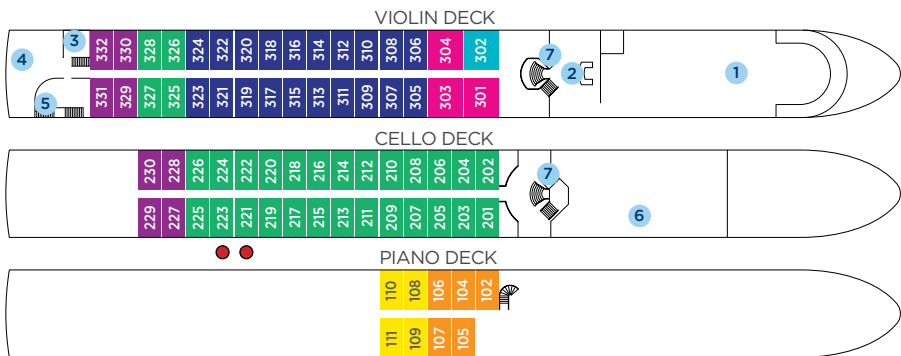 VIOLIN DECK
3
4
332 330 328 326 324 322 320 318 316 314 312 310 308 306 304 302
7
2
1
5
331 329 327 325 323 321 319 317 315 313 311 309 307 305 303 301
CELLO DECK
230 228 226 224 222 220 218 216 214 212 210 208 206 204 202
7
6
229 227 225 223 221 219 217 215 213 211 209 207 205 203 201
PIANO DECK
110 108 106 104 102
111 109 107 105